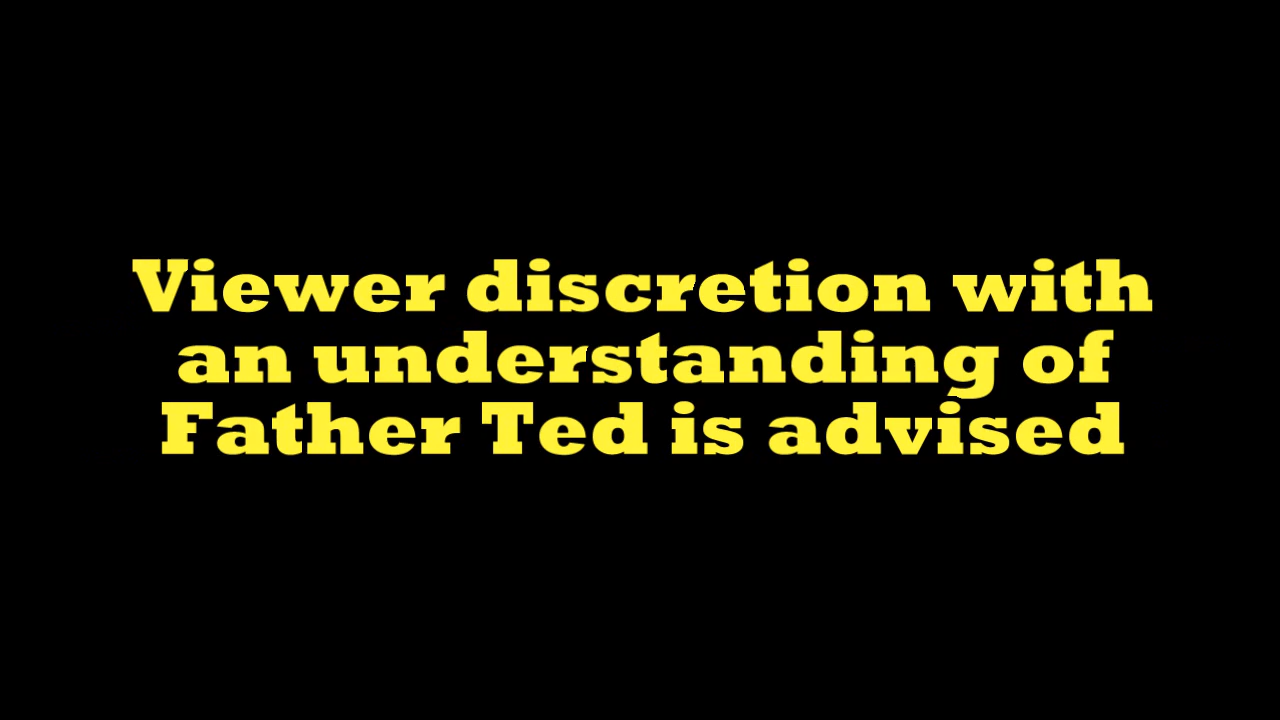 Viewer discretion with
an understanding of
Father Ted is advised